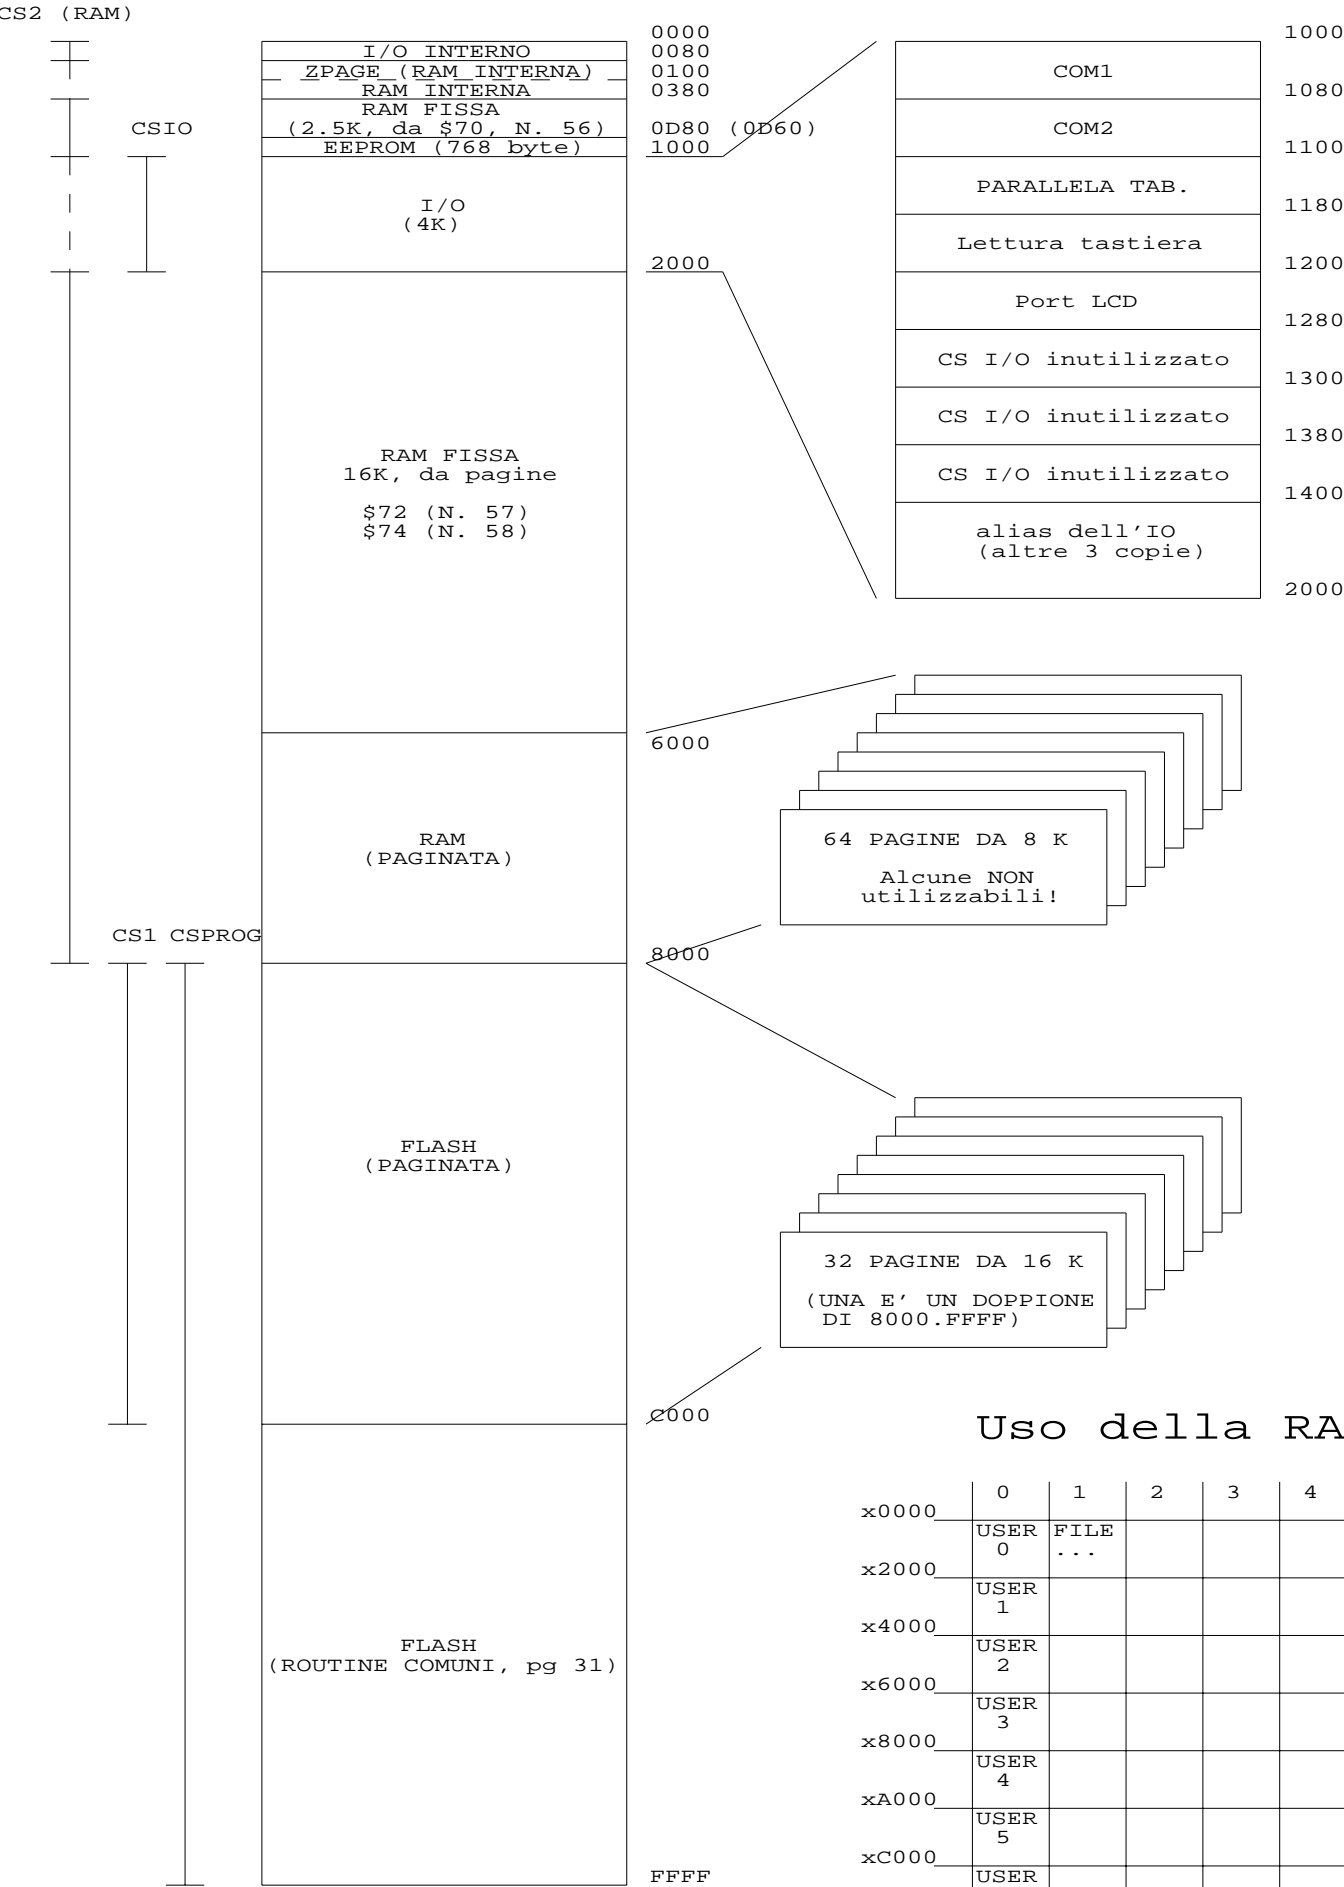 CS2 (RAM)
0000
I/O INTERNO
0080
ZPAGE (RAM INTERNA)
0100
RAM INTERNA
0380
RAM FISSA
(2.5K, da $70, N. 56)
0D80 (0D60)
EEPROM (768 byte)
1000
CSIO
I/O
(4K)
2000
RAM FISSA
16K, da pagine
$72 (N. 57)
$74 (N. 58)
6000
RAM
(PAGINATA)
8000
CS1 CSPROG
FLASH
(PAGINATA)
C000
FLASH
(ROUTINE COMUNI, pg 31)
FFFF
1000
COM1
1080
COM2
1100
PARALLELA TAB.
1180
Lettura tastiera
1200
Port LCD
1280
CS I/O inutilizzato
1300
CS I/O inutilizzato
1380
CS I/O inutilizzato
1400
alias dell'IO
(altre 3 copie)
2000
64 PAGINE DA 8 K
Alcune NON
utilizzabili!
32 PAGINE DA 16 K
(UNA E' UN DOPPIONE
DI 8000.FFFF)
Uso della RA
0 1 2 3 4
x0000
USER FILE
0 ...
x2000
USER
1
x4000
USER
2
x6000
USER
3
x8000
USER
4
xA000
USER
5
xC000
USER